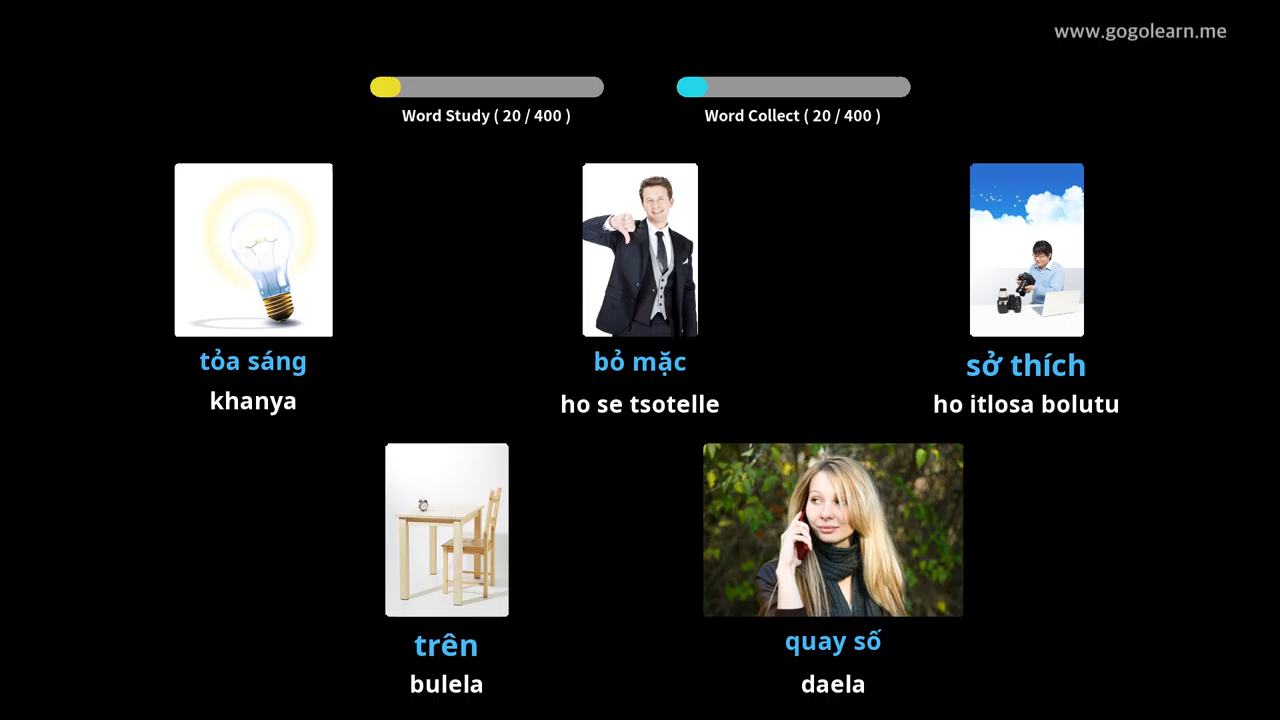 www.gogolearn.me
Word Study ( 20 / 400 )
Word Collect ( 20 / 400 )
tỏa sáng
khanya
bỏ mặc
ho se tsotelle
sở thích
ho itlosa bolutu
trên
bulela
quay số
daela